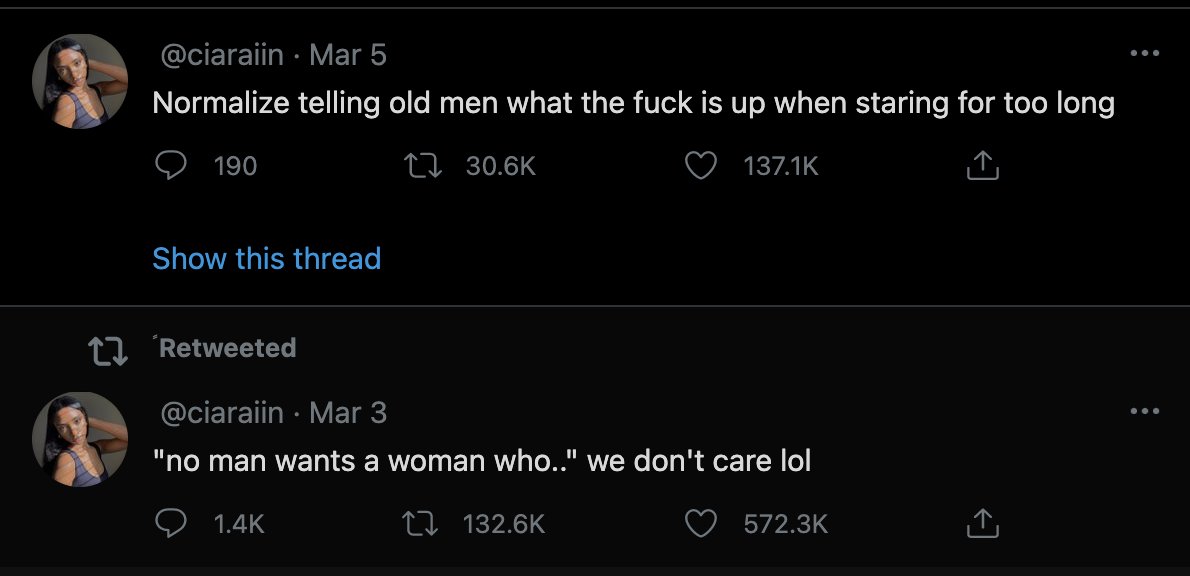 @ciaraiin · Mar 5
Normalize telling old men what the fuck is up when staring for too long
190 30.6K 137.1K
Show this thread
Retweeted
@ciaraiin · Mar 3
"no man wants a woman who.." we don't care lol
1.4K 132.6K 572.3K